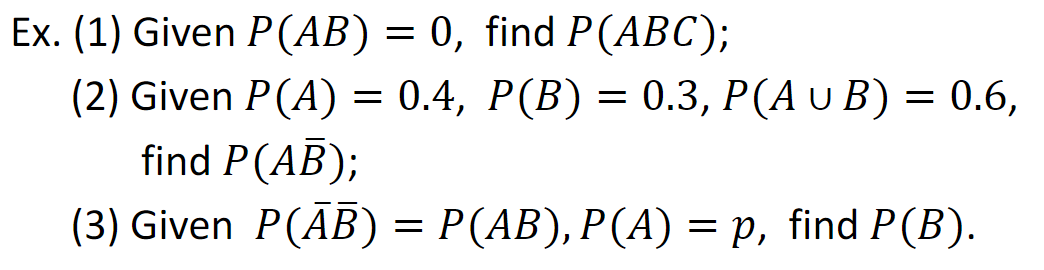 Ex. (1) Given P(AB) = 0, find P(ABC);
(2) Given P(A) = 0.4, P(B) = 0.3, P(A ∪ B) = 0.6,
find P(AB̅);
(3) Given P(A̅B̅) = P(AB), P(A) = p, find P(B).